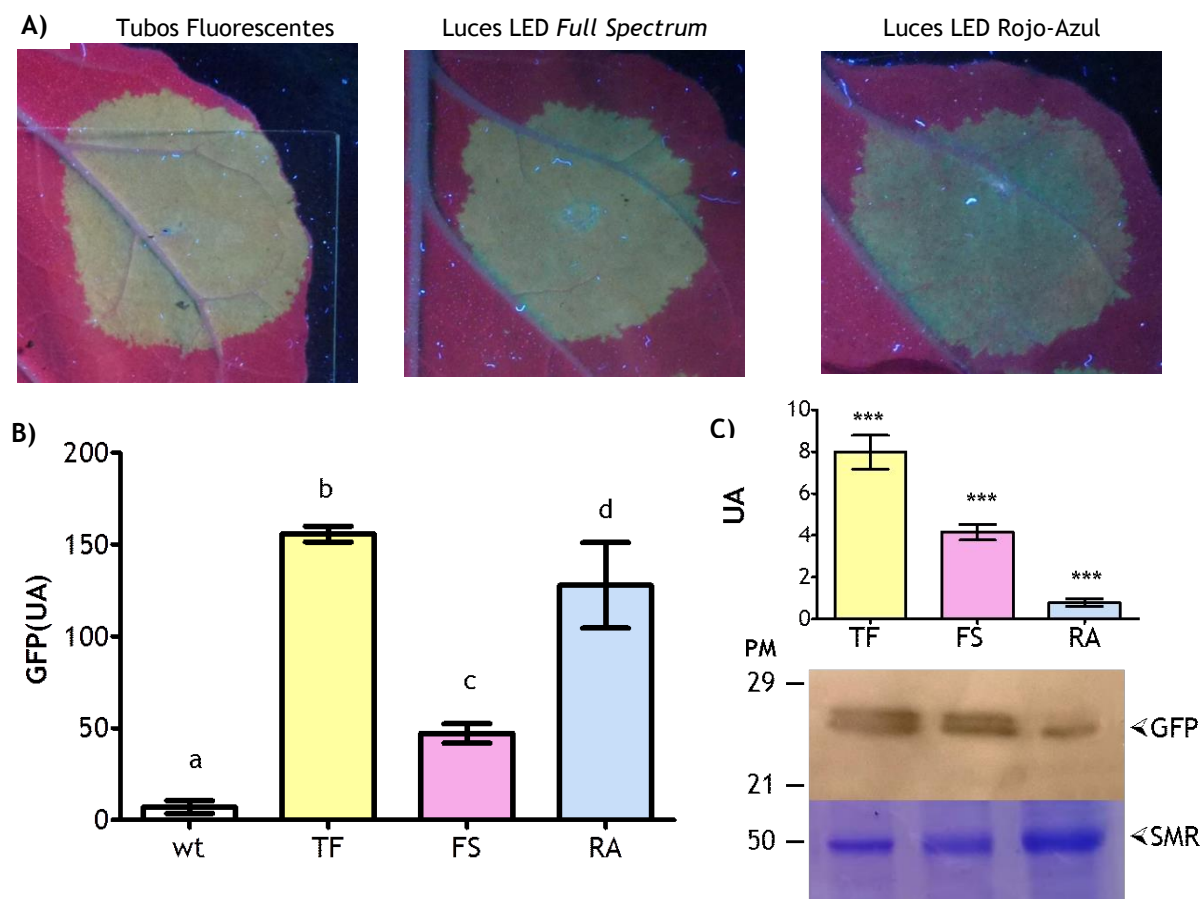 A)
Tubos Fluorescentes
Luces LED Full Spectrum
Luces LED Rojo-Azul
B)
GFP(UA)
200
150
100
50
0
a
b
c
d
wt
TF
FS
RA
C)
UA
10
8
6
4
2
0
***
***
***
TF
FS
RA
PM
29
21
50
GFP
SMR